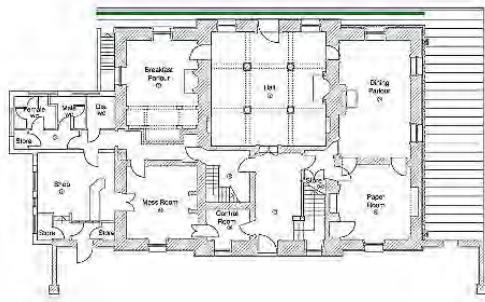 Breakfast
Parlour
Hall
Dining
Parlour
Female
wc
Male
wc
Dis.
wc
Store
Shop
Mess Room
Store
Store
Control
Room
Store
Paper
Room